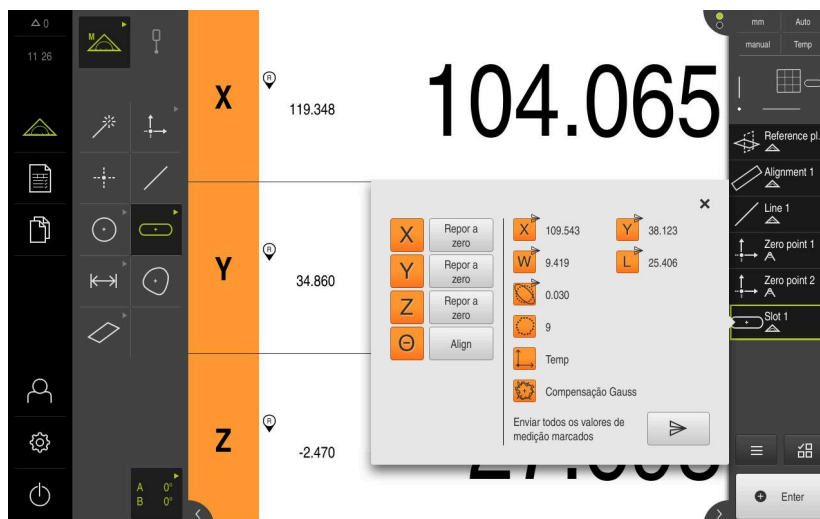 0
11 26
M
A 0°
B 0°
X
R
119.348
104.065
Y
R
34.860
Z
R
-2.470
X
Repor a
zero
Y
Repor a
zero
Z
Repor a
zero
Θ
Align
X 109.543 Y 38.123
W 9.419 L 25.406
0.030
9
Temp
Compensação Gauss
Enviar todos os valores de
medição marcados
mm Auto
manual Temp
Reference pl.
Alignment 1
Line 1
Zero point 1
Zero point 2
Slot 1
Enter